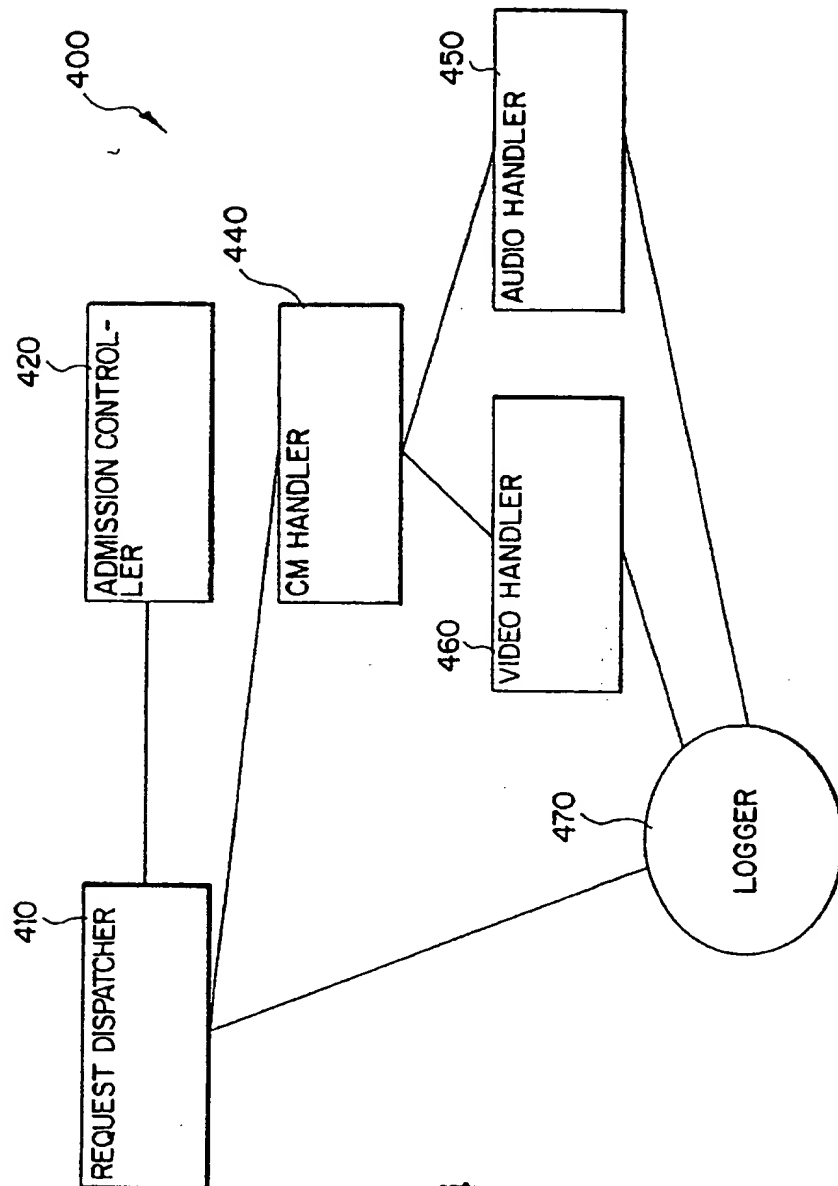 400
410
REQUEST DISPATCHER
420
ADMISSION CONTROL-
LER
440
CM HANDLER
450
AUDIO HANDLER
460
VIDEO HANDLER
470
LOGGER